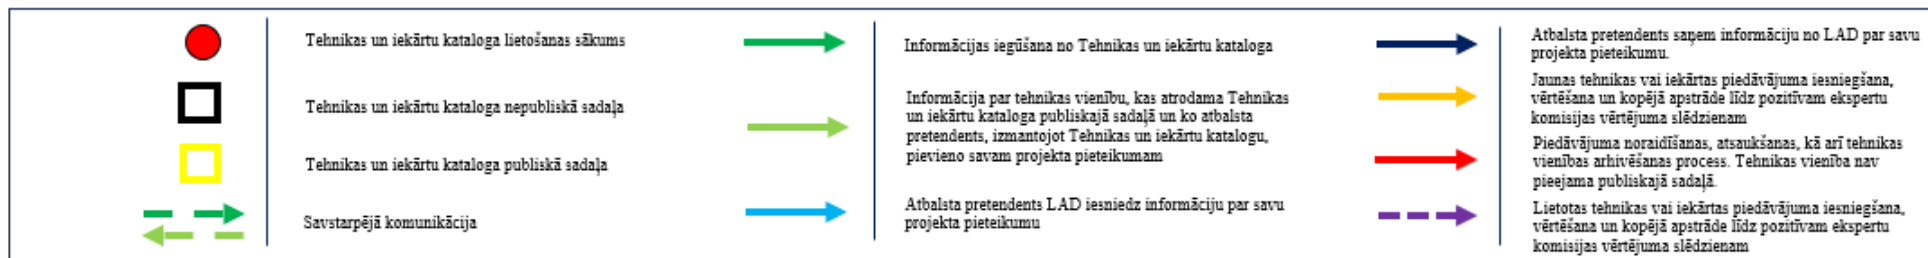 Tehnikas un iekārtu kataloga lietošanas sākums
Tehnikas un iekārtu kataloga nepubliskā sadaļa
Tehnikas un iekārtu kataloga publiskā sadaļa
Savstarpējā komunikācija
Informācijas iegūšana no Tehnikas un iekārtu kataloga
Informācija par tehnikas vienību, kas atrodama Tehnikas
un iekārtu kataloga publiskajā sadaļā un ko atbalsta
pretendents, izmantojot Tehnikas un iekārtu katalogu,
pievieno savam projekta pieteikumam
Atbalsta pretendents LAD iesniedz informāciju par savu
projekta pieteikumu
Atbalsta pretendents saņem informāciju no LAD par savu
projekta pieteikumu.
Jaunas tehnikas vai iekārtas piedāvājuma iesniegšana,
vērtēšana un kopējā apstrāde līdz pozitīvam ekspertu
komisijas vērtējuma slēdzienam
Piedāvājuma noraidīšanas, atsaukšanas, kā arī tehnikas
vienības arhivēšanas process. Tehnikas vienība nav
pieejama publiskajā sadaļā.
Lietotas tehnikas vai iekārtas piedāvājuma iesniegšana,
vērtēšana un kopējā apstrāde līdz pozitīvam ekspertu
komisijas vērtējuma slēdzienam